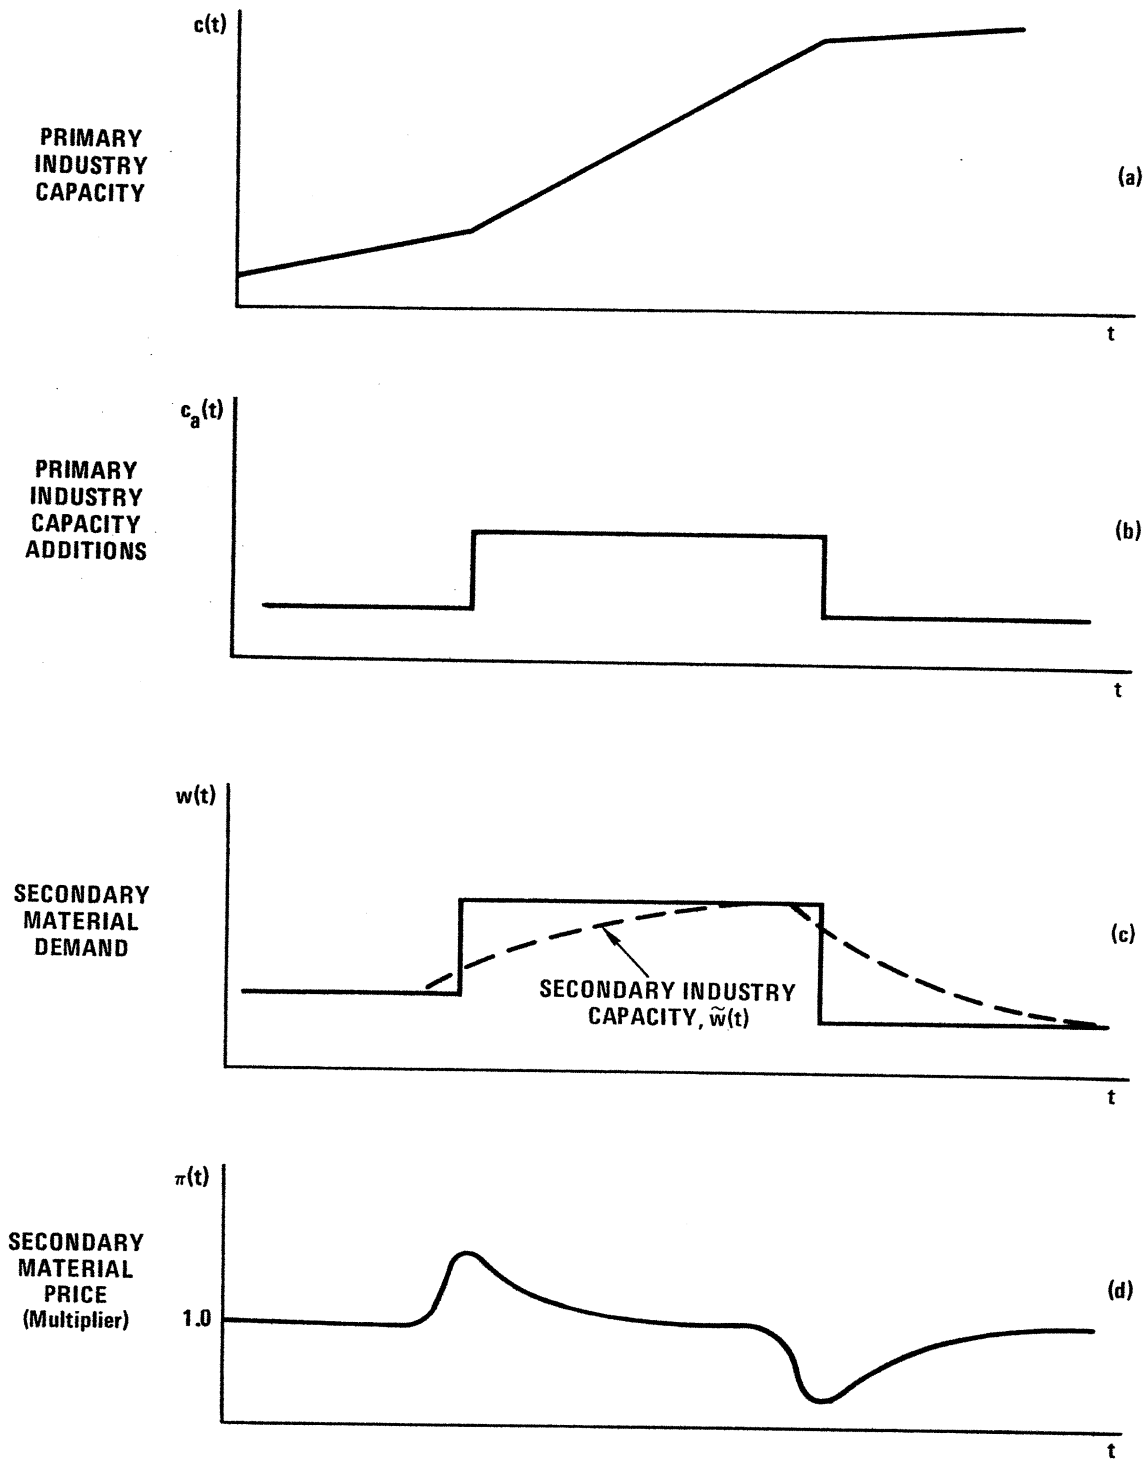 c(t)
PRIMARY
INDUSTRY
CAPACITY
(a)
t
cₐ(t)
PRIMARY
INDUSTRY
CAPACITY
ADDITIONS
(b)
t
w(t)
SECONDARY
MATERIAL
DEMAND
SECONDARY INDUSTRY
CAPACITY, w̃(t)
(c)
t
π(t)
SECONDARY
MATERIAL
PRICE
(Multiplier)
1.0
(d)
t